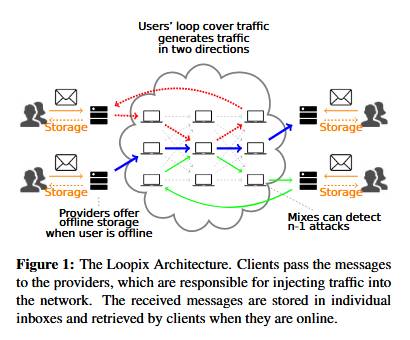 Users' loop cover traffic
generates traffic
in two directions
Storage
Storage
Storage
Storage
Providers offer
offline storage
when user is offline
Mixes can detect
n-1 attacks
Figure 1: The Loopix Architecture. Clients pass the messages
to the providers, which are responsible for injecting traffic into
the network. The received messages are stored in individual
inboxes and retrieved by clients when they are online.